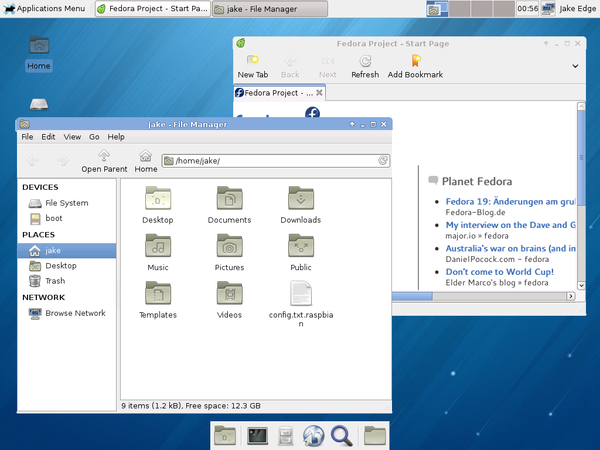 Applications Menu
Fedora Project - Start Pa...
jake - File Manager
00:56
Jake Edge
Home
Fedora Project - Start Page
New Tab
Back
Next
Refresh
Add Bookmark
Fedora Project - ...
jake - File Manager
File Edit View Go Help
Open Parent
Home
/home/jake/
DEVICES
File System
boot
PLACES
jake
Desktop
Trash
NETWORK
Browse Network
Desktop
Documents
Downloads
Music
Pictures
Public
Templates
Videos
config.txt.raspbia
n
9 items (1.2 kB), Free space: 12.3 GB
Planet Fedora
Fedora 19: Änderungen am gru
Fedora-Blog.de
My interview on the Dave and G
major.io » fedora
Australia's war on brains (and in
DanielPocock.com - fedora
Don't come to World Cup!
Elder Marco's blog » fedora